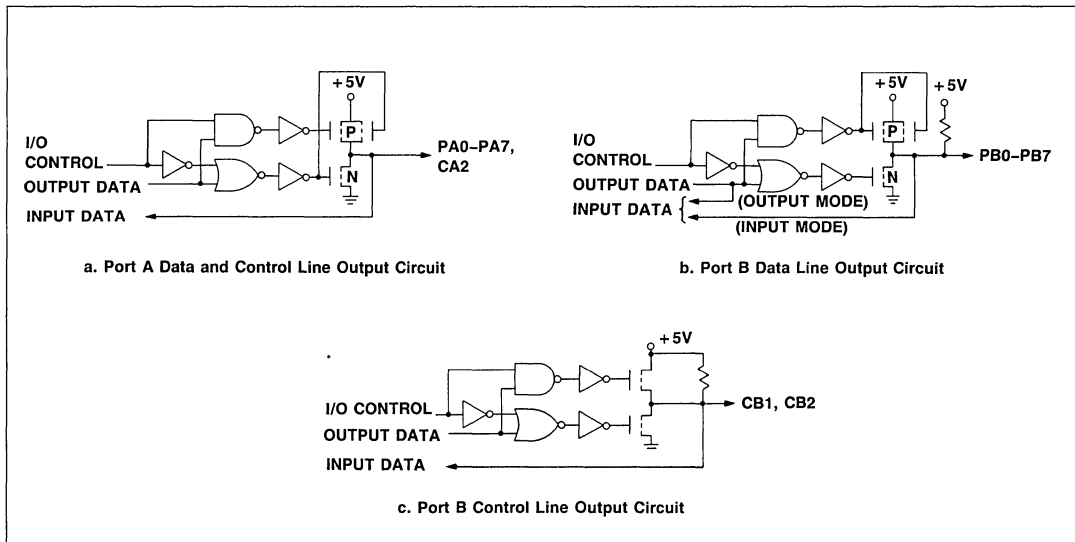 +5V
P
I/O
CONTROL
OUTPUT DATA
INPUT DATA
N
PA0–PA7,
CA2
a. Port A Data and Control Line Output Circuit
+5V
+5V
P
I/O
CONTROL
OUTPUT DATA
INPUT DATA
N
(OUTPUT MODE)
(INPUT MODE)
PB0–PB7
b. Port B Data Line Output Circuit
+5V
I/O CONTROL
OUTPUT DATA
INPUT DATA
CB1, CB2
c. Port B Control Line Output Circuit